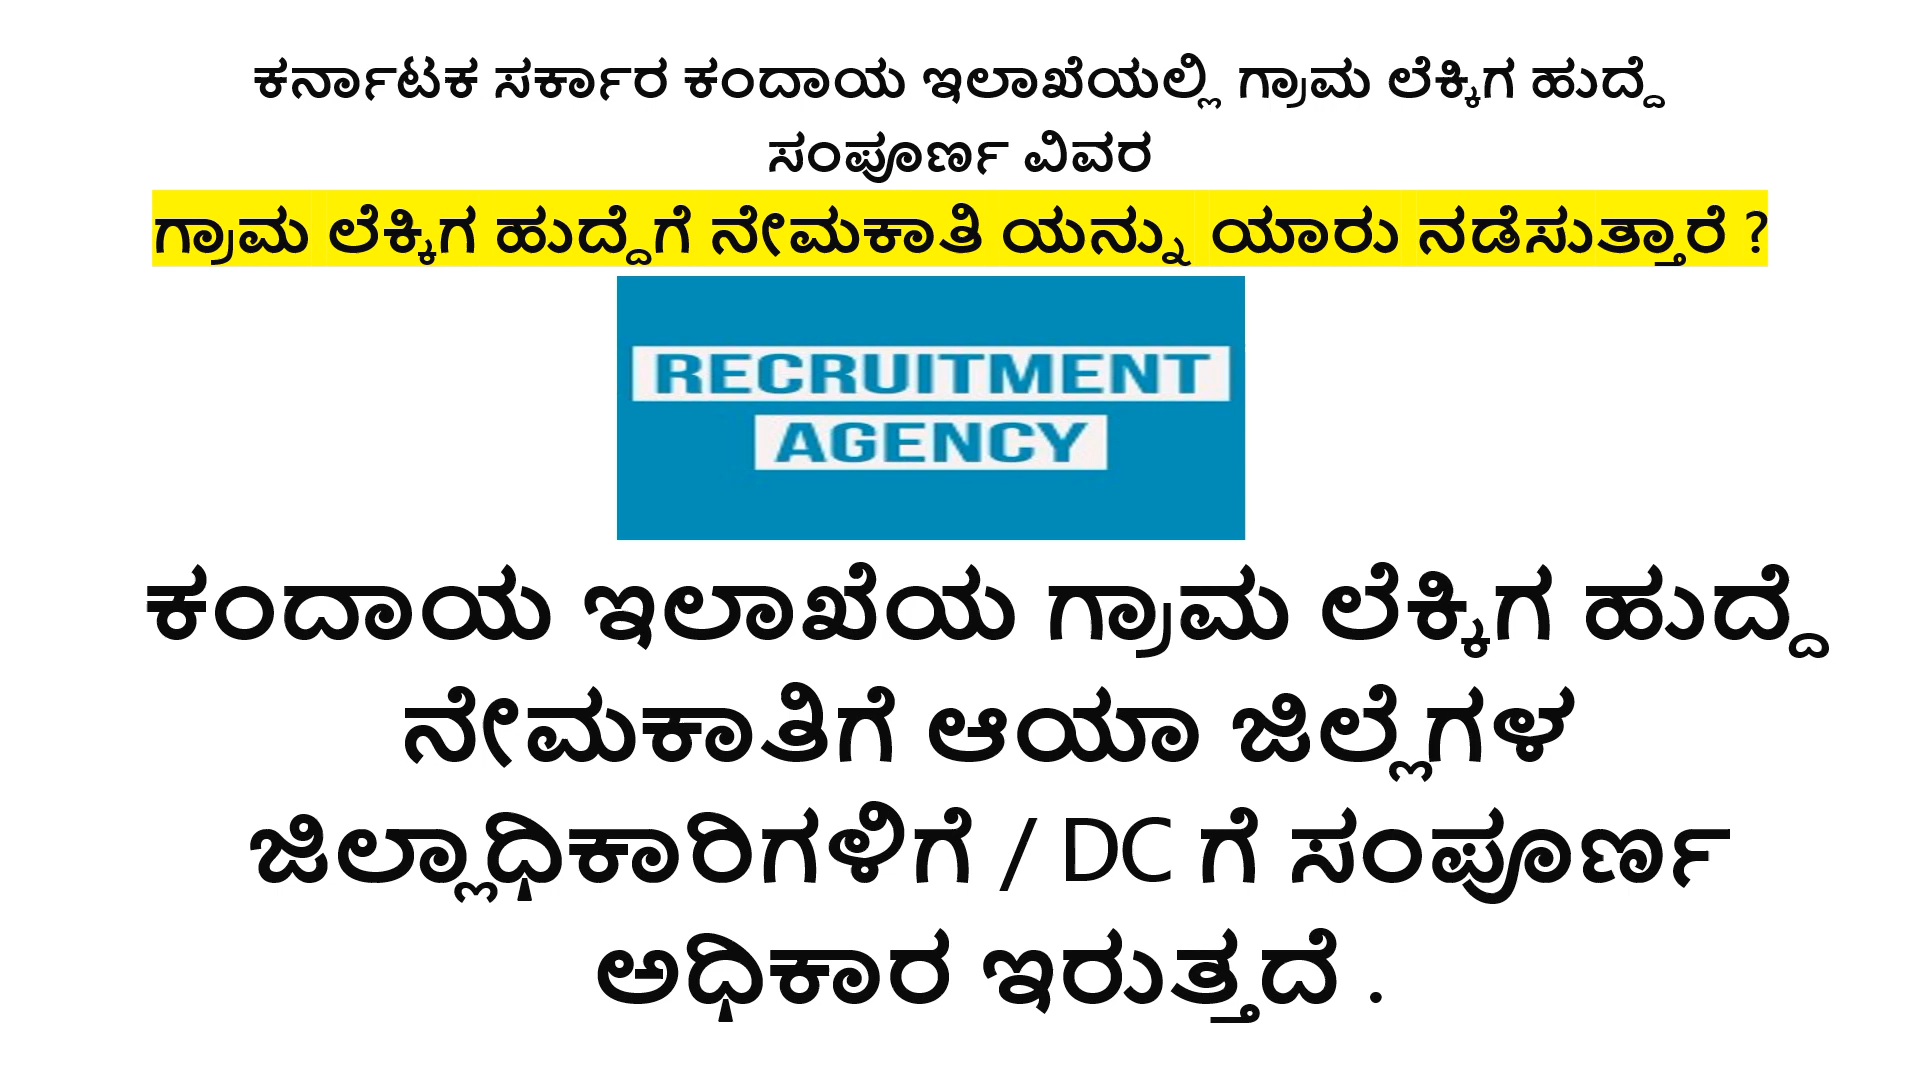 ಕರ್ನಾಟಕ ಸರ್ಕಾರ ಕಂದಾಯ ಇಲಾಖೆಯಲ್ಲಿ ಗ್ರಾಮ ಲೆಕ್ಕಿಗ ಹುದ್ದೆ
ಸಂಪೂರ್ಣ ವಿವರ
ಗ್ರಾಮ ಲೆಕ್ಕಿಗ ಹುದ್ದೆಗೆ ನೇಮಕಾತಿ ಯನ್ನು ಯಾರು ನಡೆಸುತ್ತಾರೆ ?
RECRUITMENT
AGENCY
ಕಂದಾಯ ಇಲಾಖೆಯ ಗ್ರಾಮ ಲೆಕ್ಕಿಗ ಹುದ್ದೆ
ನೇಮಕಾತಿಗೆ ಆಯಾ ಜಿಲ್ಲೆಗಳ
ಜಿಲ್ಲಾಧಿಕಾರಿಗಳಿಗೆ / DC ಗೆ ಸಂಪೂರ್ಣ
ಅಧಿಕಾರ ಇರುತ್ತದೆ .